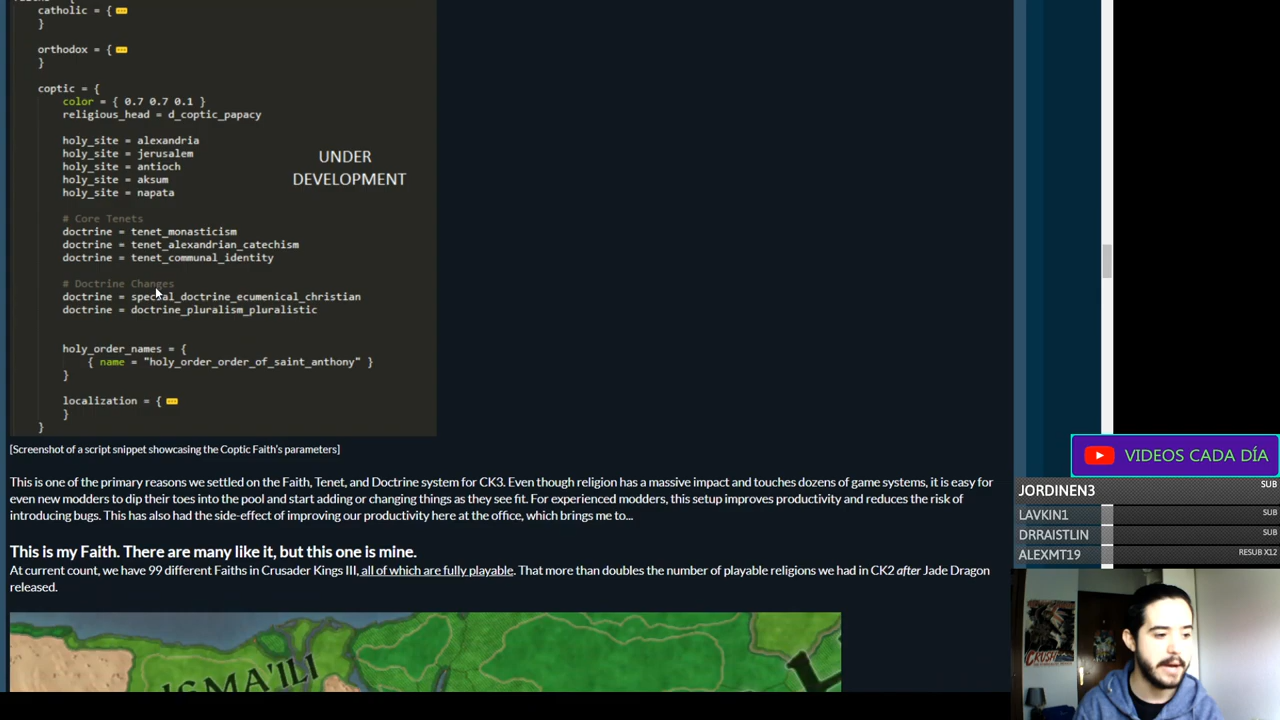 catholic = {
}
orthodox = {
}
coptic = {
color = { 0.7 0.7 0.1 }
religious_head = d_coptic_papacy
holy_site = alexandria
holy_site = jerusalem
holy_site = antioch
holy_site = aksum
holy_site = napata
UNDER
DEVELOPMENT
# Core Tenets
doctrine = tenet_monasticism
doctrine = tenet_alexandrian_catechism
doctrine = tenet_communal_identity
# Doctrine Changes
doctrine = special_doctrine_ecumenical_christian
doctrine = doctrine_pluralism_pluralistic
holy_order_names = {
{ name = "holy_order_order_of_saint_anthony" }
}
localization = {
}
}
[Screenshot of a script snippet showcasing the Coptic Faith's parameters]
This is one of the primary reasons we settled on the Faith, Tenet, and Doctrine system for CK3. Even though religion has a massive impact and touches dozens of game systems, it is easy for
even new modders to dip their toes into the pool and start adding or changing things as they see fit. For experienced modders, this setup improves productivity and reduces the risk of
introducing bugs. This has also had the side-effect of improving our productivity here at the office, which brings me to...
This is my Faith. There are many like it, but this one is mine.
At current count, we have 99 different Faiths in Crusader Kings III, all of which are fully playable. That more than doubles the number of playable religions we had in CK2 after Jade Dragon
released.
ISMA'ILI
VIDEOS CADA DÍA
JORDINEN3 SUB
LAVKIN1 SUB
DRRAISTLIN SUB
ALEXMT19 RESUB X12